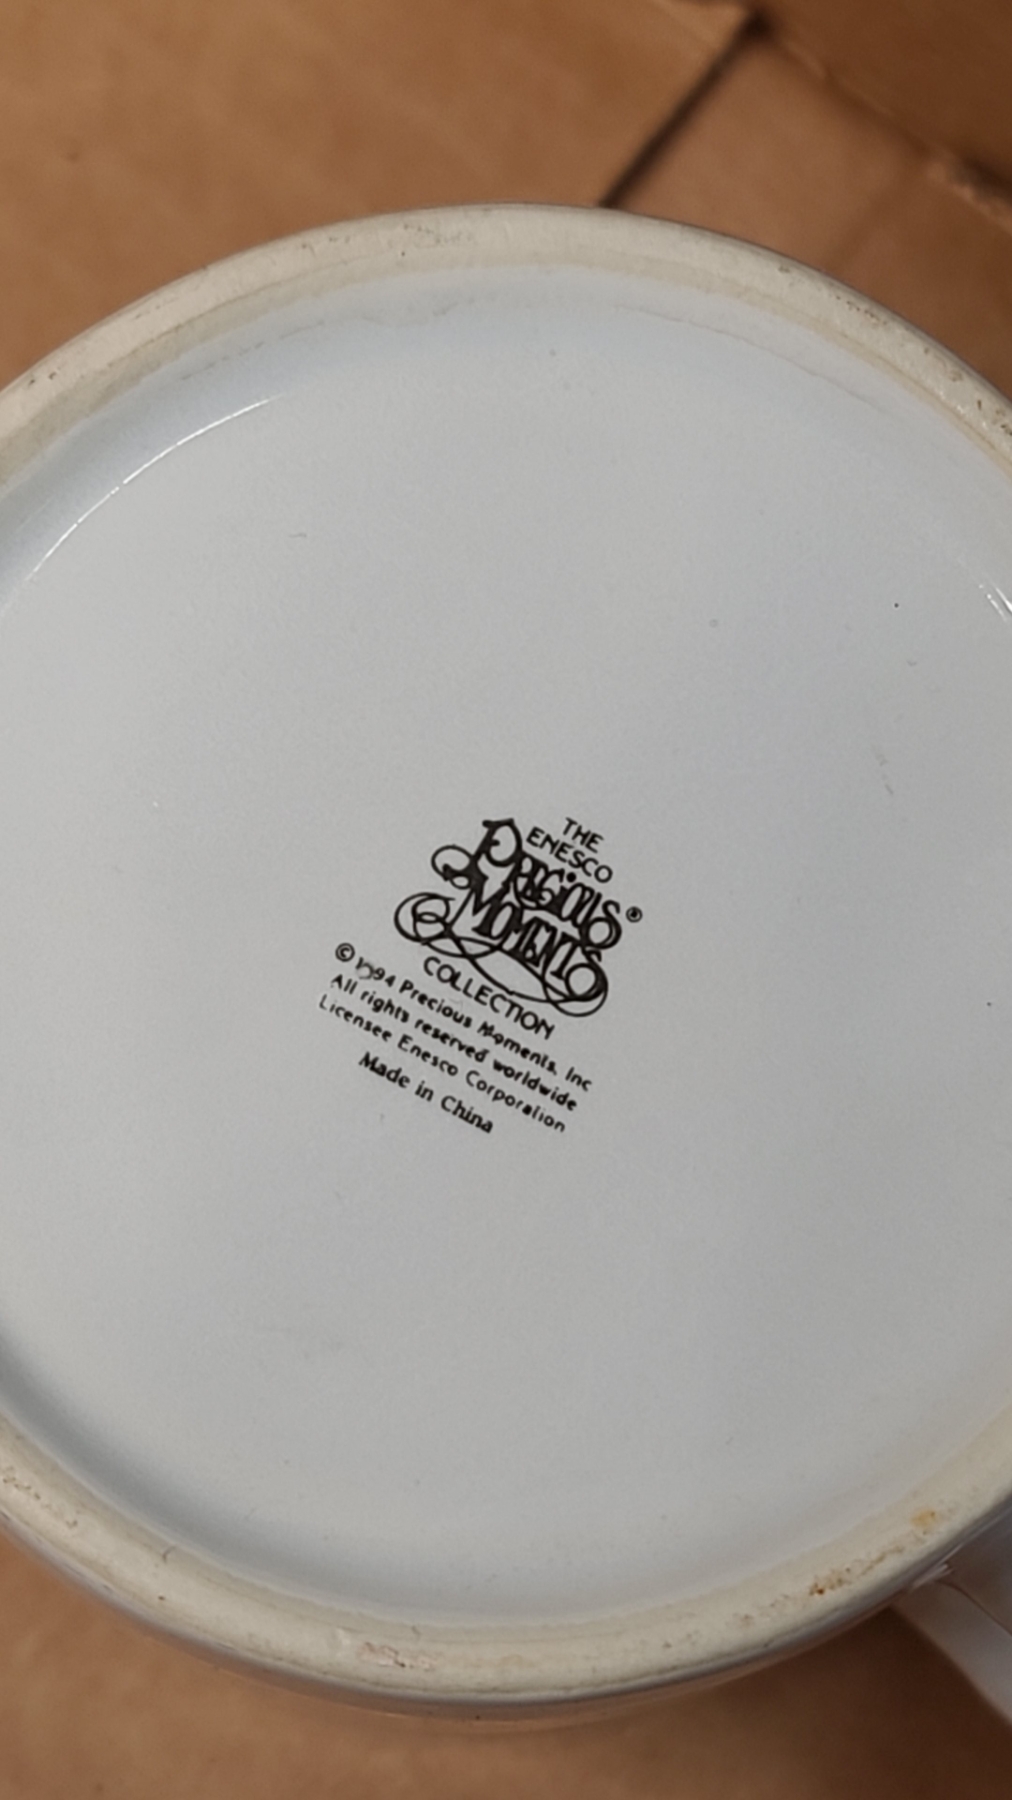 THE
ENESCO
PRECIOUS
MOMENTS®
COLLECTION
© 1994 Precious Moments, Inc
All rights reserved worldwide
Licensee Enesco Corporation
Made in China